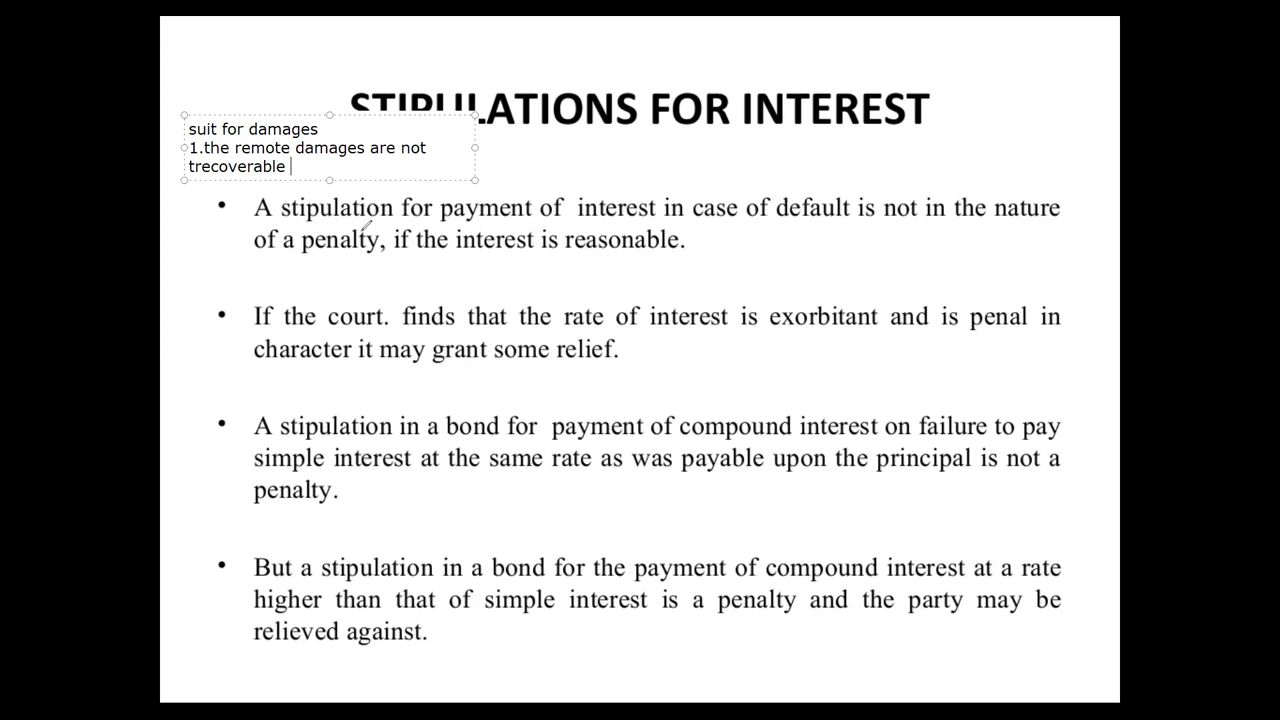 STIPULATIONS FOR INTEREST
suit for damages
1.the remote damages are not
trecoverable
• A stipulation for payment of interest in case of default is not in the nature
of a penalty, if the interest is reasonable.
• If the court. finds that the rate of interest is exorbitant and is penal in
character it may grant some relief.
• A stipulation in a bond for payment of compound interest on failure to pay
simple interest at the same rate as was payable upon the principal is not a
penalty.
• But a stipulation in a bond for the payment of compound interest at a rate
higher than that of simple interest is a penalty and the party may be
relieved against.